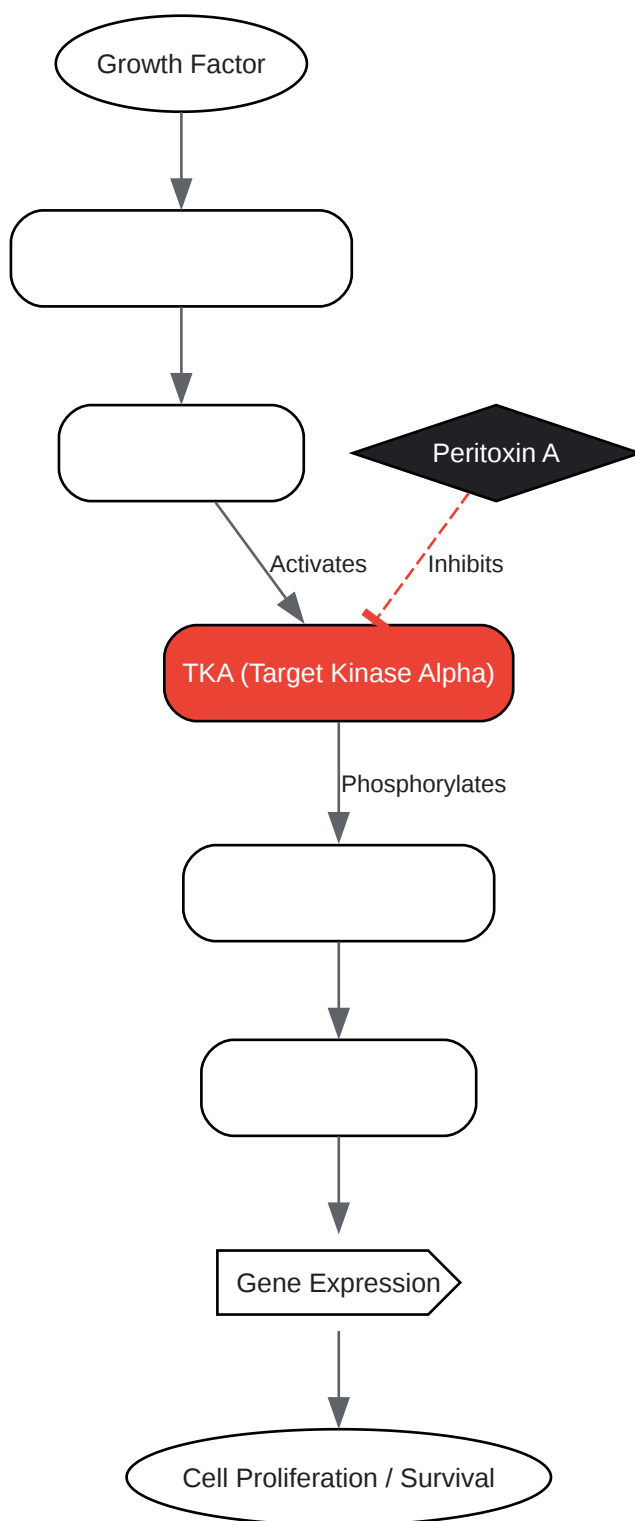 Growth Factor
Peritoxin A
Activates
Inhibits
TKA (Target Kinase Alpha)
Phosphorylates
Gene Expression
Cell Proliferation / Survival